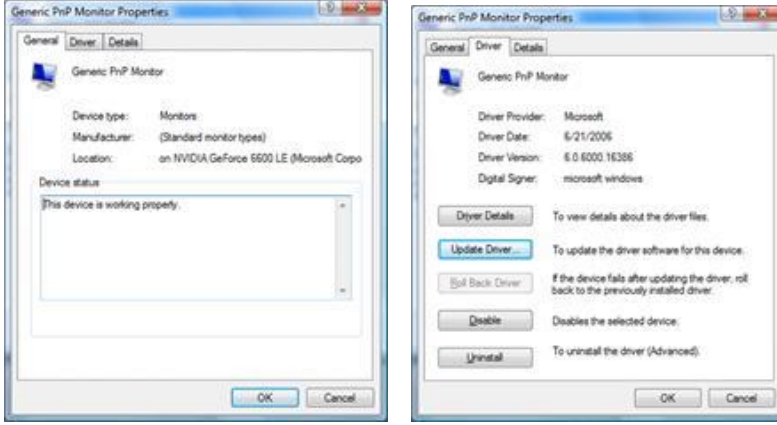 Generic PnP Monitor Properties
General Driver Details
Generic PnP Monitor
Device type: Monitors
Manufacturer: (Standard monitor types)
Location: on NVIDIA GeForce 6600 LE (Microsoft Corpo
Device status
This device is working properly.
OK Cancel
Generic PnP Monitor Properties
General Driver Details
Generic PnP Monitor
Driver Provider: Microsoft
Driver Date: 6/21/2006
Driver Version: 6.0.6000.16386
Digital Signer: microsoft windows
Driver Details To view details about the driver files.
Update Driver... To update the driver software for this device.
Roll Back Driver If the device fails after updating the driver, roll
back to the previously installed driver.
Disable Disables the selected device.
Uninstall To uninstall the driver (Advanced).
OK Cancel